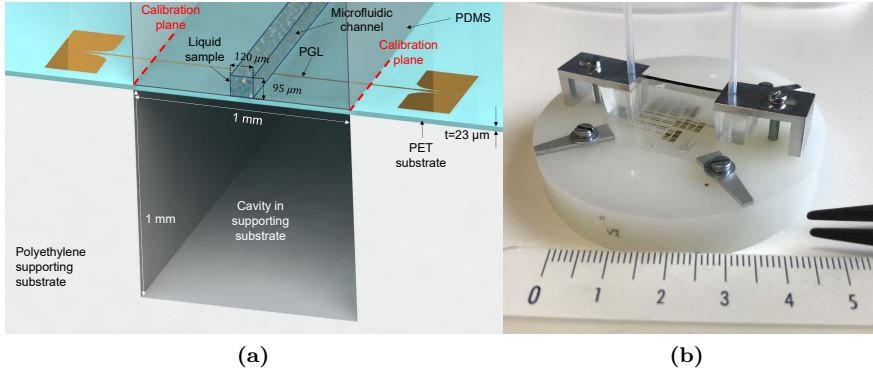 Calibration
plane
Microfluidic
channel
PDMS
Liquid
sample
120 μm
PGL
Calibration
plane
95 μm
1 mm
t=23 μm
PET
substrate
1 mm
Cavity in
supporting
substrate
Polyethylene
supporting
substrate
0 1 2 3 4 5
(a)
(b)